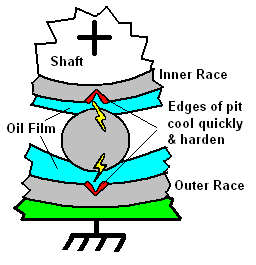 Shaft
Inner Race
Oil Film
Edges of pit
cool quickly
& harden
Outer Race